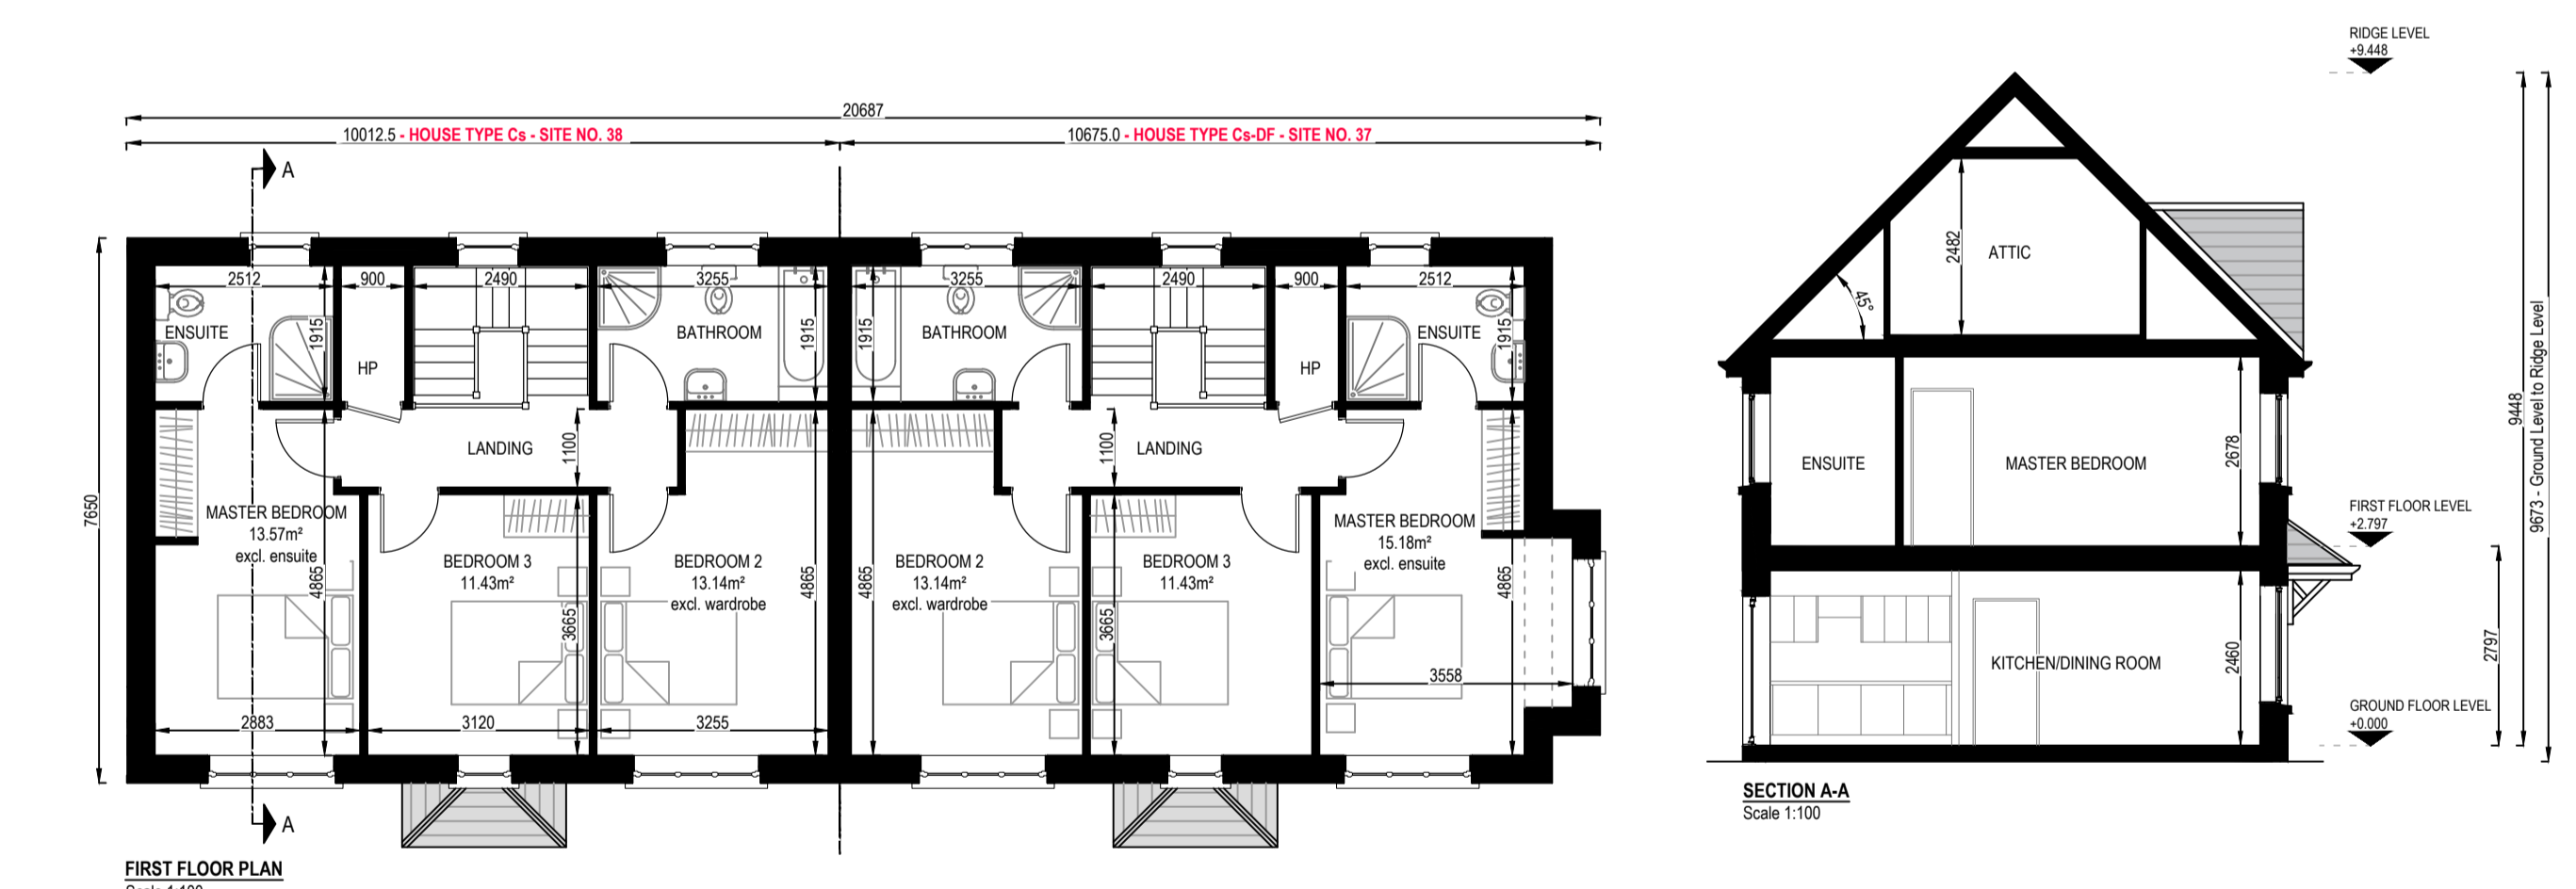 RIDGE LEVEL
+9.448
20687
10012.5 - HOUSE TYPE Cs - SITE NO. 38
10675.0 - HOUSE TYPE Cs-DF - SITE NO. 37
A
2512
900
2490
3255
3255
2490
900
2512
ENSUITE
1915
HP
BATHROOM
1915
1915
BATHROOM
HP
ENSUITE
1915
LANDING
1100
1100
LANDING
7650
MASTER BEDROOM
13.57m²
excl. ensuite
4865
BEDROOM 3
11.43m²
3665
BEDROOM 2
13.14m²
excl. wardrobe
4865
4865
BEDROOM 2
13.14m²
excl. wardrobe
3665
BEDROOM 3
11.43m²
MASTER BEDROOM
15.18m²
excl. ensuite
4865
3558
2883
3120
3255
A
FIRST FLOOR PLAN
2482
ATTIC
45°
ENSUITE
MASTER BEDROOM
2678
KITCHEN/DINING ROOM
2460
FIRST FLOOR LEVEL
+2.797
2797
9448
9673 - Ground Level to Ridge Level
GROUND FLOOR LEVEL
+0.000
SECTION A-A
Scale 1:100